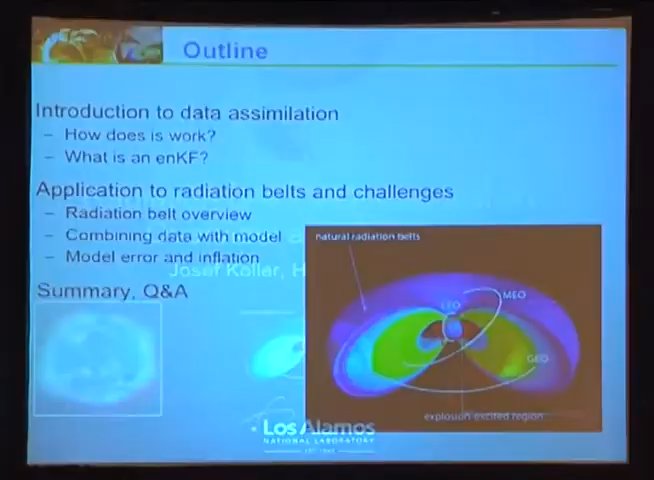 Outline
Introduction to data assimilation
– How does is work?
– What is an enKF?
Application to radiation belts and challenges
– Radiation belt overview
– Combining data with model
– Model error and inflation
Josef Koller, H
Summary, Q&A
natural radiation belts
LEO
MEO
GEO
explosion excited region
Los Alamos
NATIONAL LABORATORY